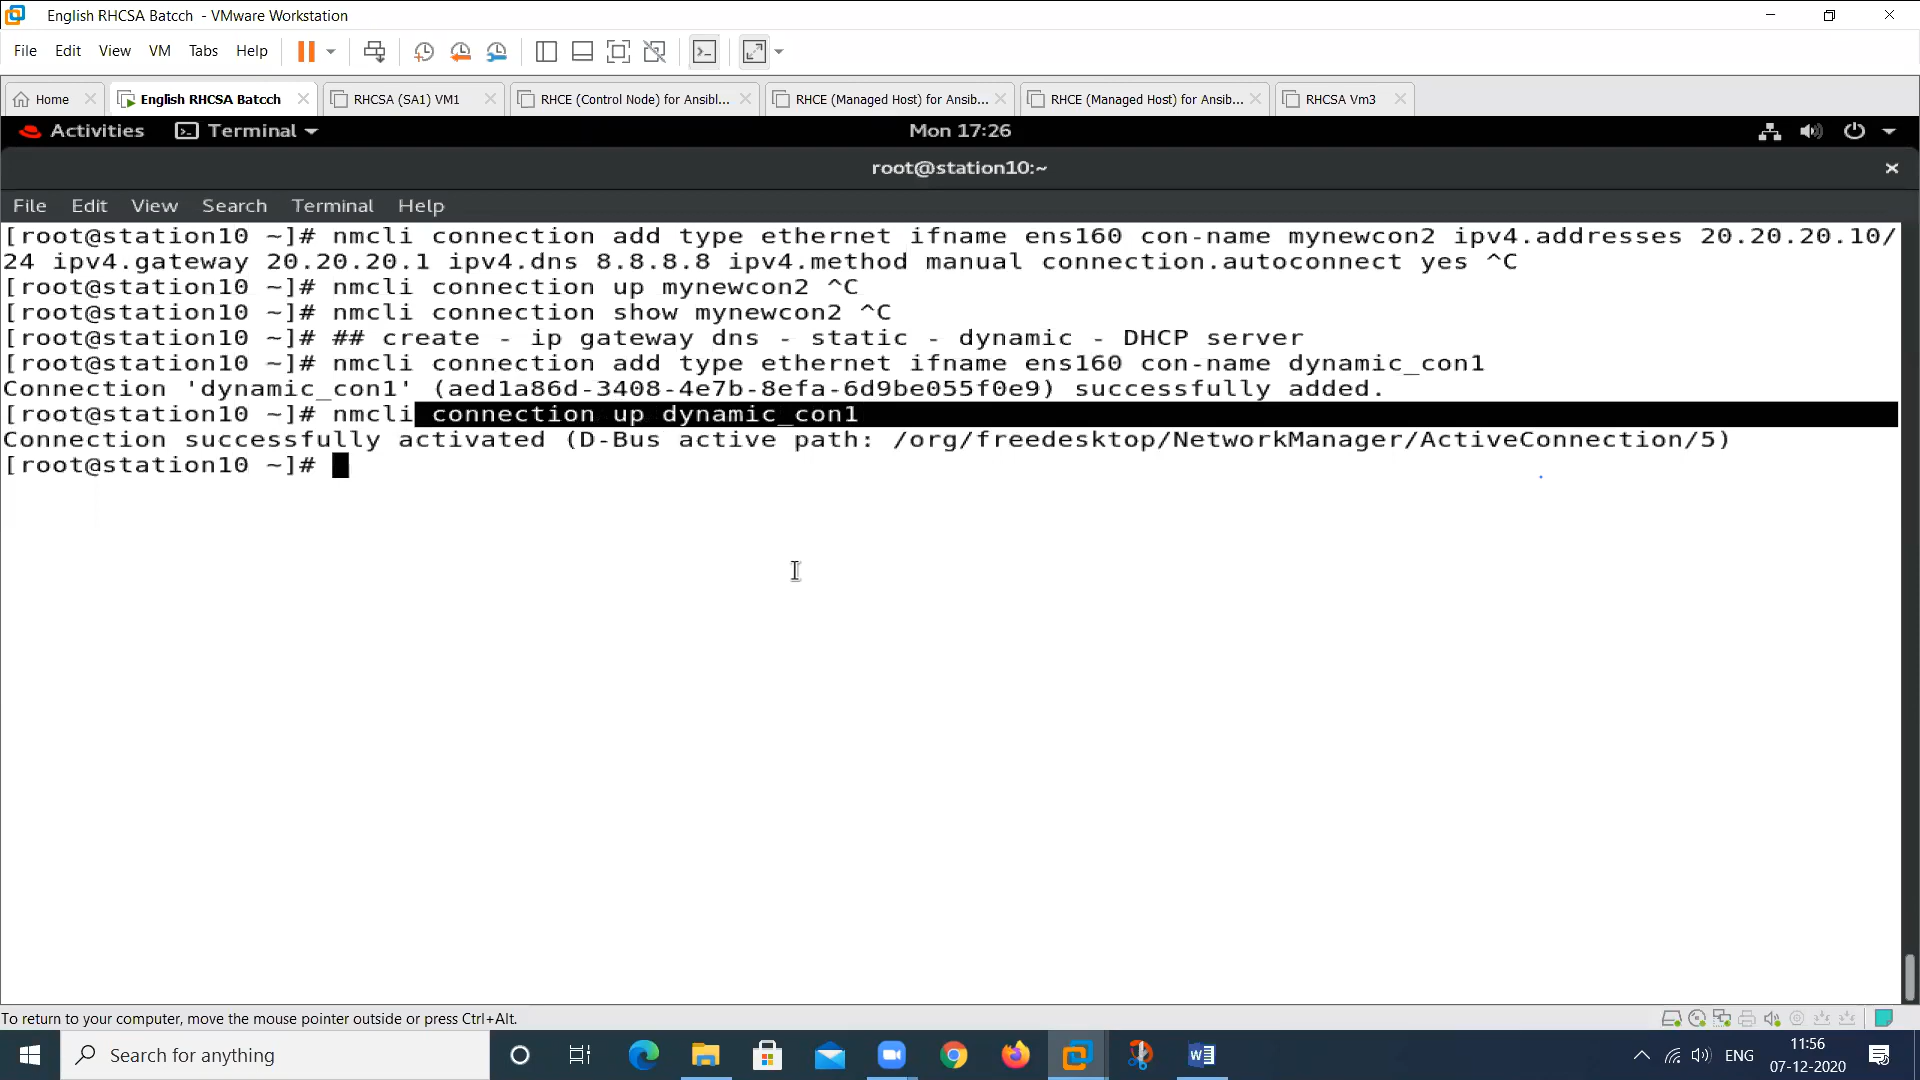 English RHCSA Batcch - VMware Workstation
File Edit View VM Tabs Help
Home English RHCSA Batcch RHCSA (SA1) VM1 RHCE (Control Node) for Ansibl... RHCE (Managed Host) for Ansib... RHCE (Managed Host) for Ansib... RHCSA Vm3
Activities Terminal Mon 17:26
root@station10:~
File Edit View Search Terminal Help
[root@station10 ~]# nmcli connection add type ethernet ifname ens160 con-name mynewcon2 ipv4.addresses 20.20.20.10/
24 ipv4.gateway 20.20.20.1 ipv4.dns 8.8.8.8 ipv4.method manual connection.autoconnect yes ^C
[root@station10 ~]# nmcli connection up mynewcon2 ^C
[root@station10 ~]# nmcli connection show mynewcon2 ^C
[root@station10 ~]# ## create - ip gateway dns - static - dynamic - DHCP server
[root@station10 ~]# nmcli connection add type ethernet ifname ens160 con-name dynamic_con1
Connection 'dynamic_con1' (aed1a86d-3408-4e7b-8efa-6d9be055f0e9) successfully added.
[root@station10 ~]# nmcli connection up dynamic_con1
Connection successfully activated (D-Bus active path: /org/freedesktop/NetworkManager/ActiveConnection/5)
[root@station10 ~]#
To return to your computer, move the mouse pointer outside or press Ctrl+Alt.
Search for anything
ENG
11:56
07-12-2020